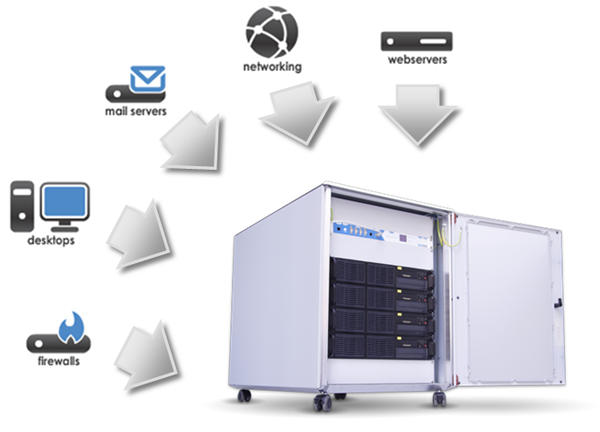 networking
webservers
mail servers
desktops
firewalls